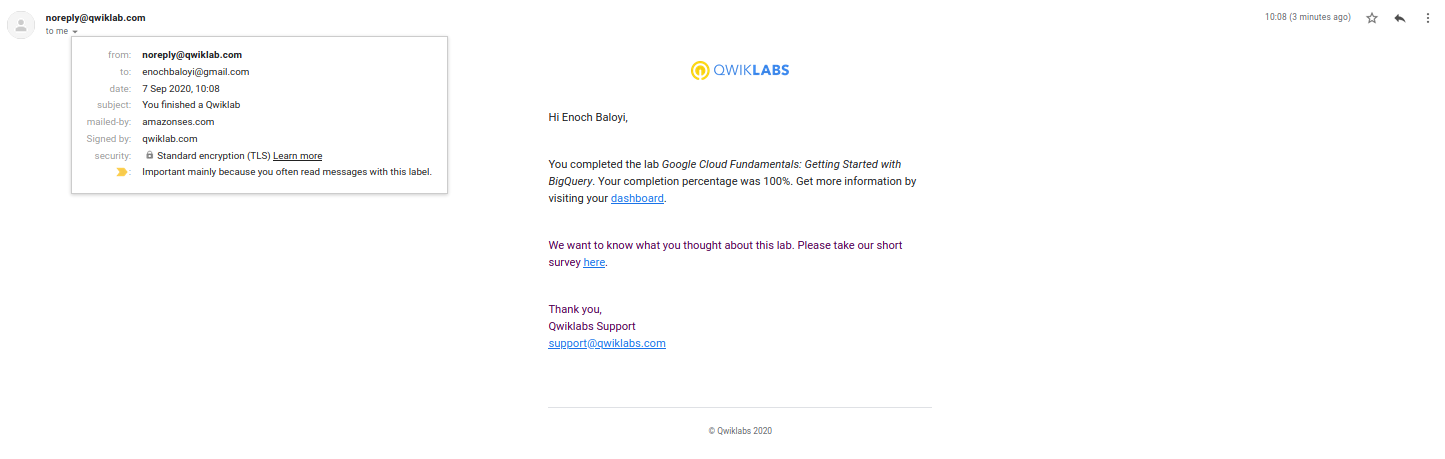 noreply@qwiklab.com
10:08 (3 minutes ago)
to me
from: noreply@qwiklab.com
to: enochbaloyi@gmail.com
date: 7 Sep 2020, 10:08
subject: You finished a Qwiklab
mailed-by: amazonses.com
Signed by: qwiklab.com
security: Standard encryption (TLS) Learn more
: Important mainly because you often read messages with this label.
QWIKLABS
Hi Enoch Baloyi,
You completed the lab Google Cloud Fundamentals: Getting Started with
BigQuery. Your completion percentage was 100%. Get more information by
visiting your dashboard.
We want to know what you thought about this lab. Please take our short
survey here.
Thank you,
Qwiklabs Support
support@qwiklabs.com
© Qwiklabs 2020